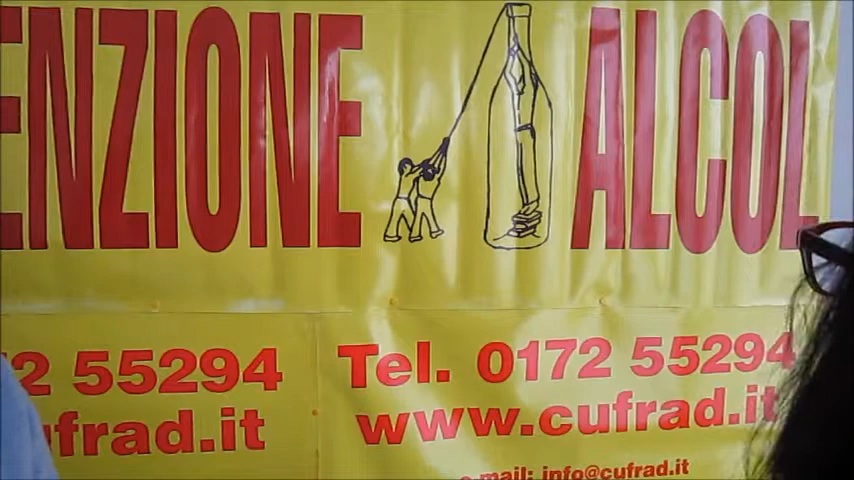 ENZIONE ALCOL
2 55294
Tel. 0172 55294
ufrad.it
www.cufrad.it
e-mail: info@cufrad.it